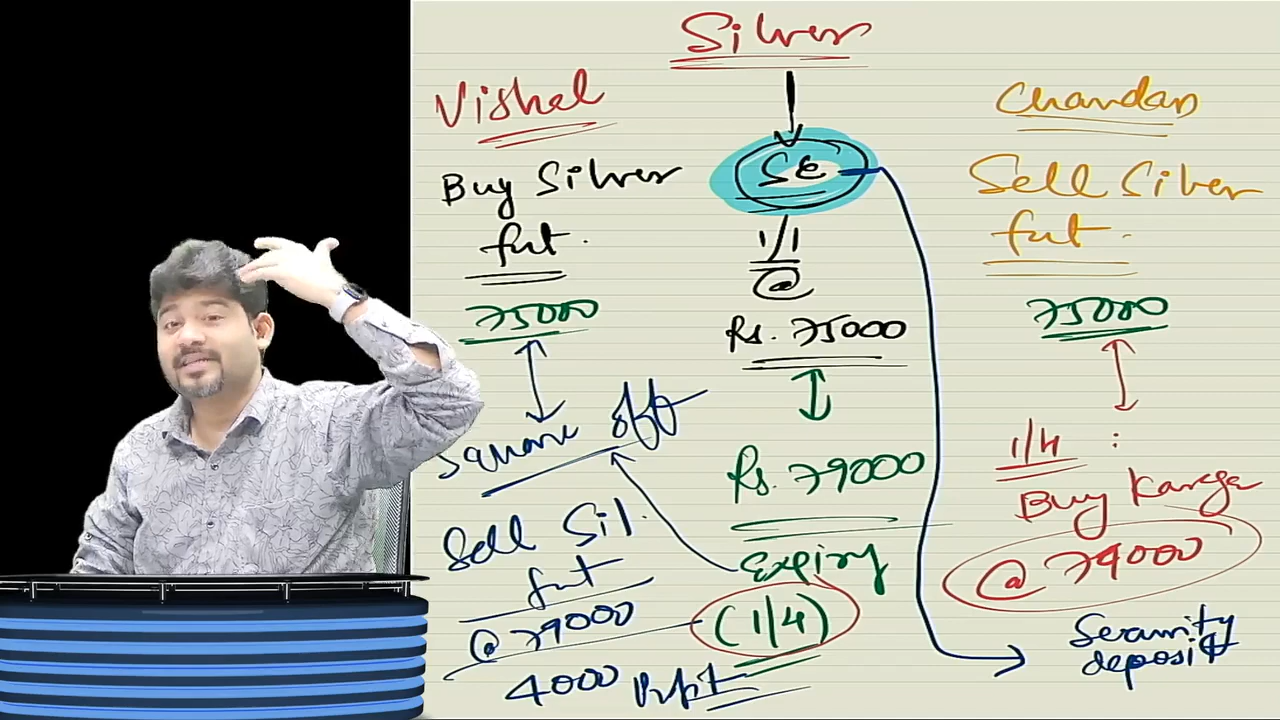 Silver
Vishal
Buy Silver
fut.
75000
Square off
Sell Sil.
fut
@ 79000
4000 Profit
SE
1/1
@
Rs. 75000
Rs. 79000
Expiry
(1/4)
Chandan
Sell Silver
fut.
75000
1/4 :
Buy Karega
@ 79000
Security
deposit